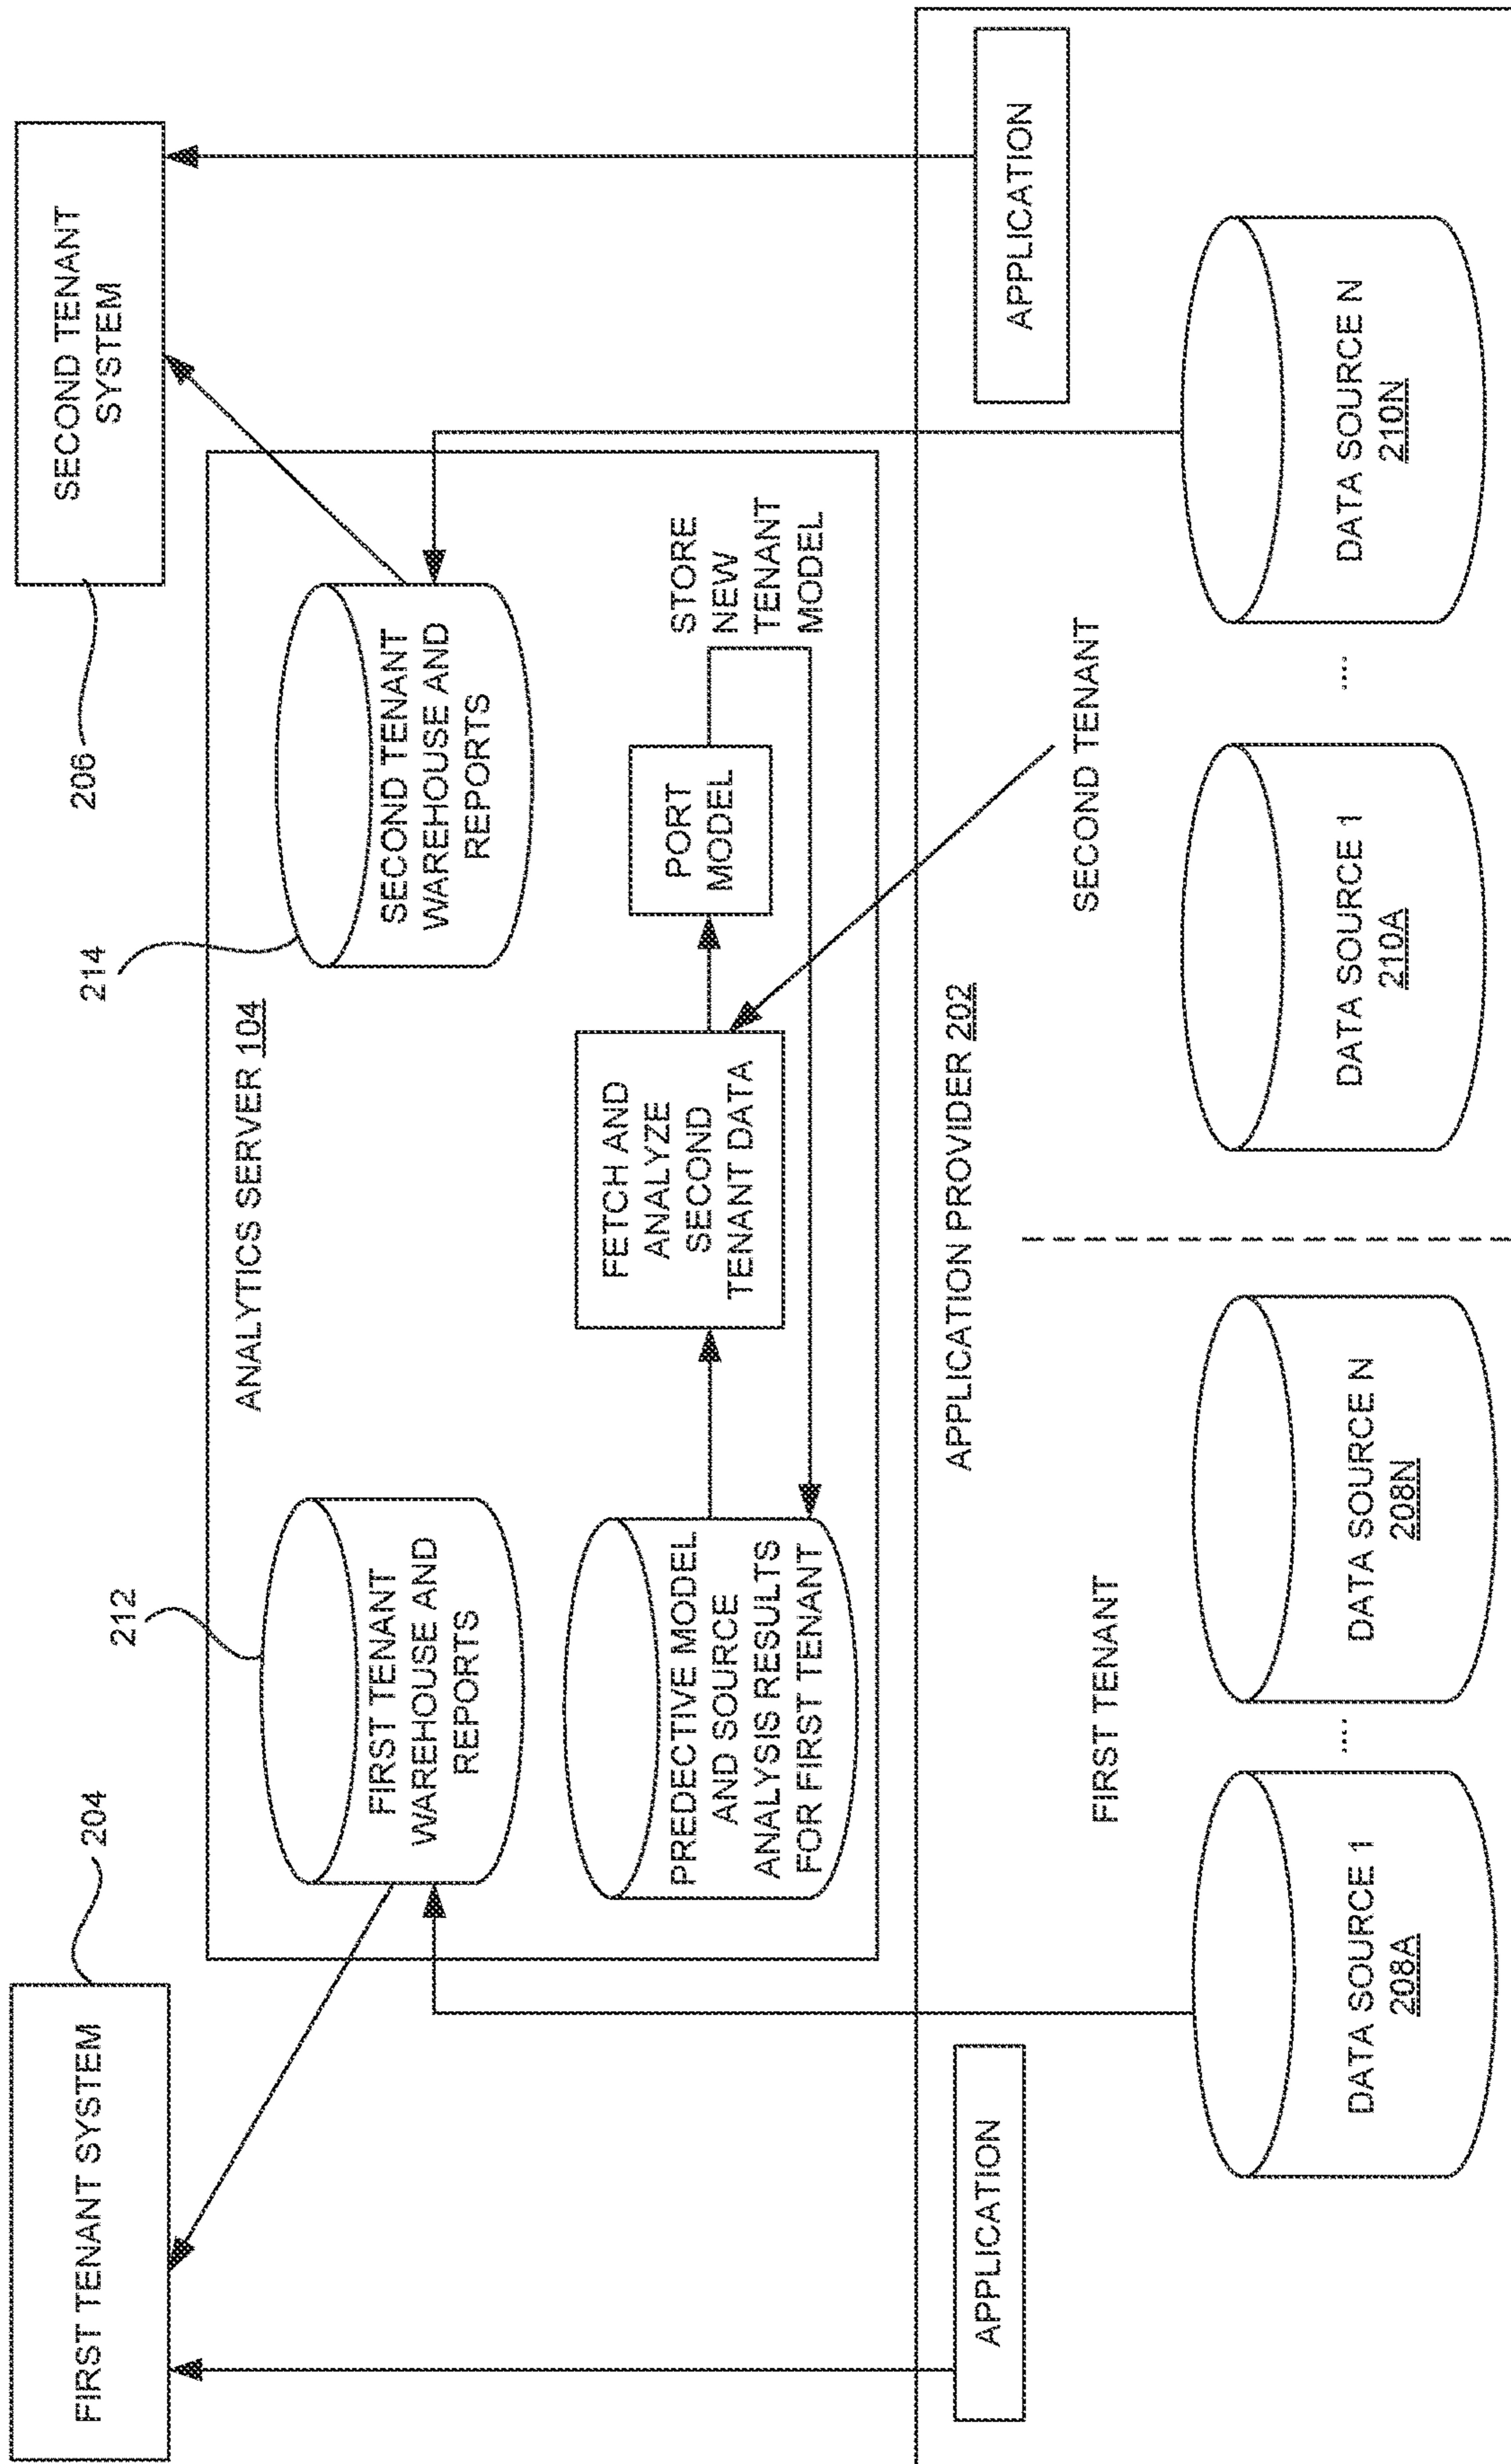 FIRST TENANT SYSTEM
204
SECOND TENANT
SYSTEM
206
212
214
ANALYTICS SERVER 104
FIRST TENANT
WAREHOUSE AND
REPORTS
SECOND TENANT
WAREHOUSE AND
REPORTS
PREDECTIVE MODEL
AND SOURCE
ANALYSIS RESULTS
FOR FIRST TENANT
FETCH AND
ANALYZE
SECOND
TENANT DATA
PORT
MODEL
STORE
NEW
TENANT
MODEL
APPLICATION
APPLICATION PROVIDER 202
APPLICATION
FIRST TENANT
SECOND TENANT
DATA SOURCE 1
208A
....
DATA SOURCE N
208N
DATA SOURCE 1
210A
....
DATA SOURCE N
210N